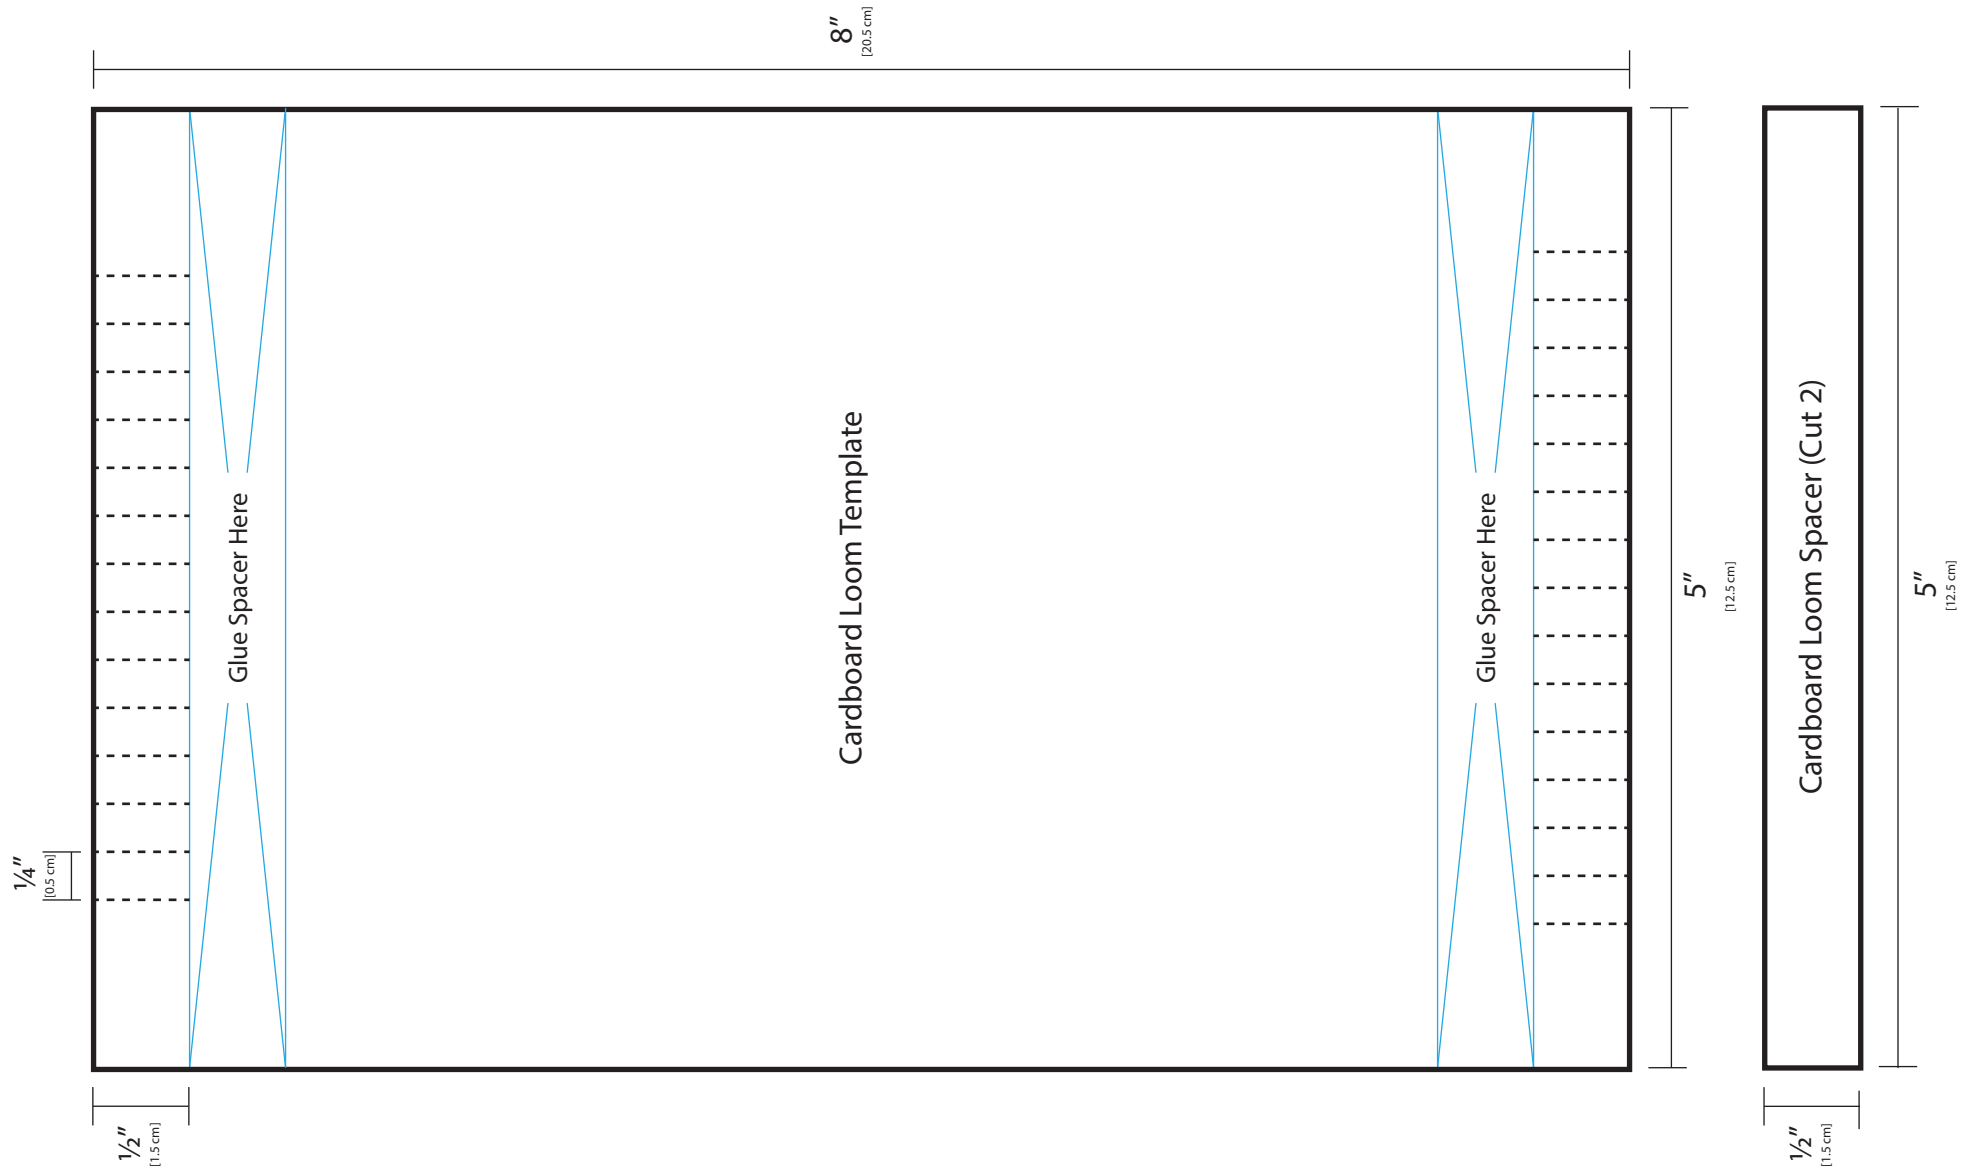 8"
[20.5 cm]
¼"
[0.5 cm]
Glue Spacer Here
Cardboard Loom Template
Glue Spacer Here
5"
[12.5 cm]
Cardboard Loom Spacer (Cut 2)
5"
[12.5 cm]
½"
[1.5 cm]
½"
[1.5 cm]